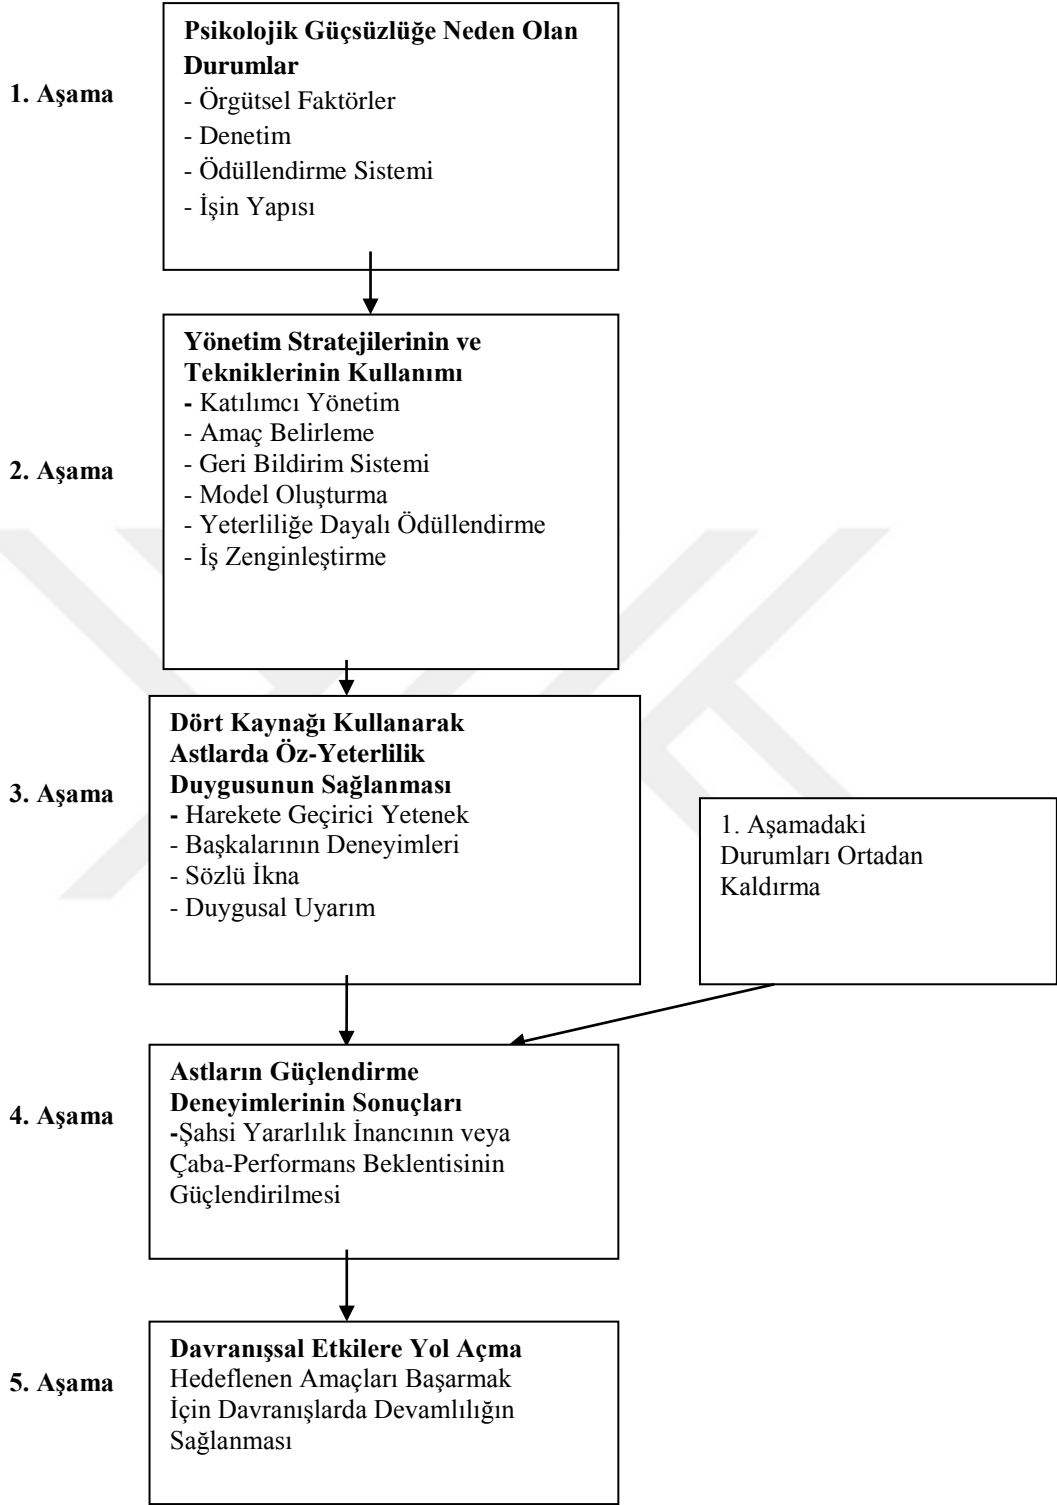 Psikolojik Güçsüzlüğe Neden Olan
Durumlar
1. Aşama
- Örgütsel Faktörler
- Denetim
- Ödüllendirme Sistemi
- İşin Yapısı
Yönetim Stratejilerinin ve
Tekniklerinin Kullanımı
- Katılımcı Yönetim
- Amaç Belirleme
2. Aşama
- Geri Bildirim Sistemi
- Model Oluşturma
- Yeterliliğe Dayalı Ödüllendirme
- İş Zenginleştirme
Dört Kaynağı Kullanarak
Astlarda Öz-Yeterlilik
Duygusunun Sağlanması
3. Aşama
- Harekete Geçirici Yetenek
- Başkalarının Deneyimleri
- Sözlü İkna
- Duygusal Uyarım
1. Aşamadaki
Durumları Ortadan
Kaldırma
Astların Güçlendirme
Deneyimlerinin Sonuçları
4. Aşama
-Şahsi Yararlılık İnancının veya
Çaba-Performans Beklentisinin
Güçlendirilmesi
Davranışsal Etkilere Yol Açma
5. Aşama
Hedeflenen Amaçları Başarmak
İçin Davranışlarda Devamlılığın
Sağlanması